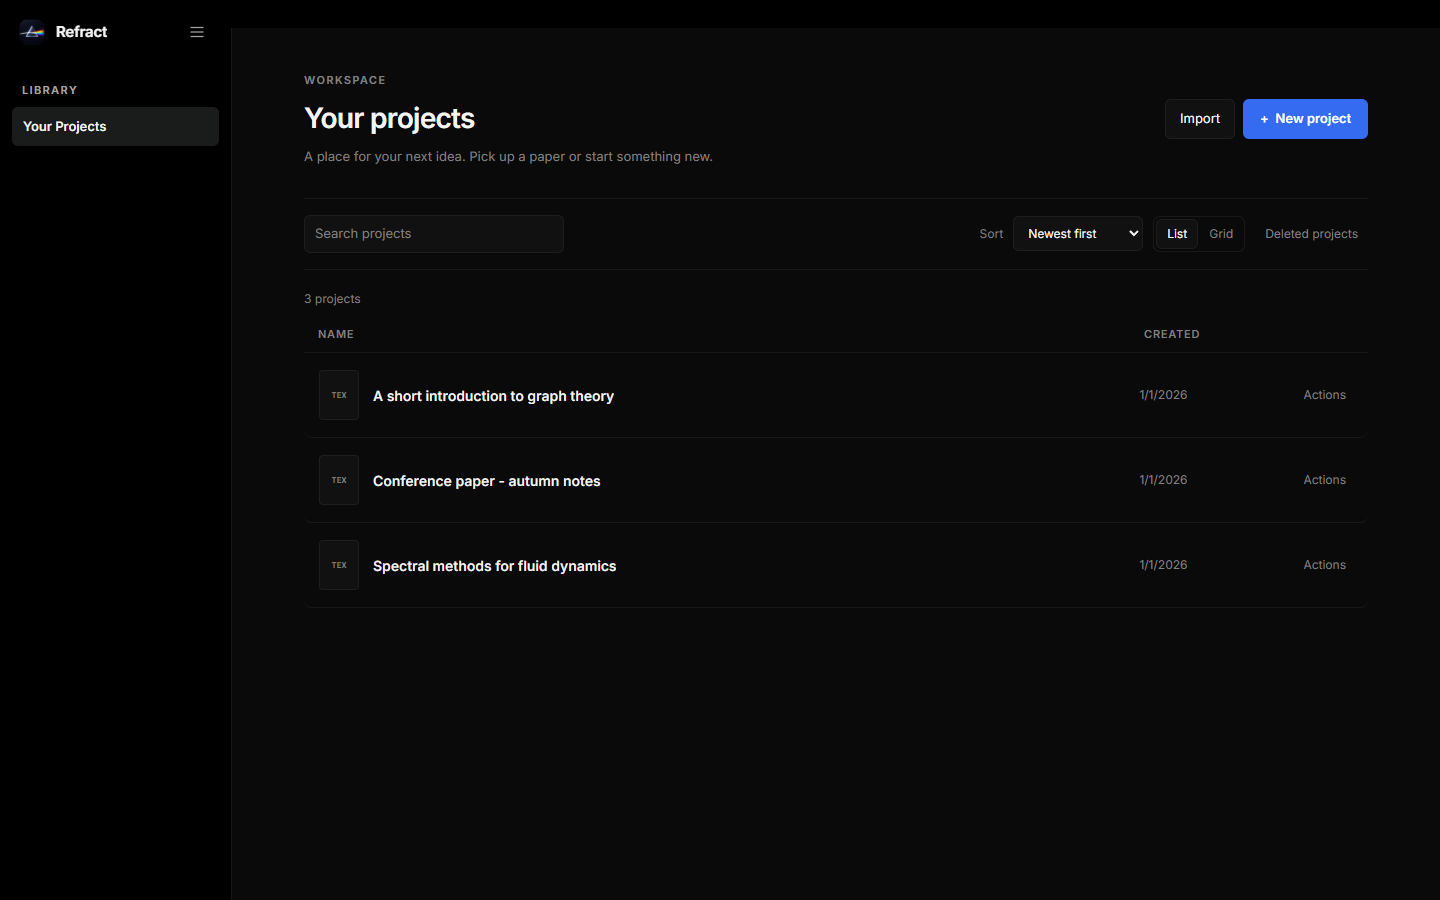 Refract
LIBRARY
Your Projects
WORKSPACE
Your projects
A place for your next idea. Pick up a paper or start something new.
Import
+ New project
Search projects
Sort
Newest first
List
Grid
Deleted projects
3 projects
NAME
CREATED
TEX
A short introduction to graph theory
1/1/2026
Actions
TEX
Conference paper - autumn notes
1/1/2026
Actions
TEX
Spectral methods for fluid dynamics
1/1/2026
Actions